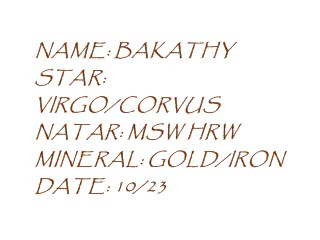 NAME: BAKATHY
STAR:
VIRGO/CORVUS
NATAR: MSW HRW
MINERAL: GOLD/IRON
DATE: 10/23